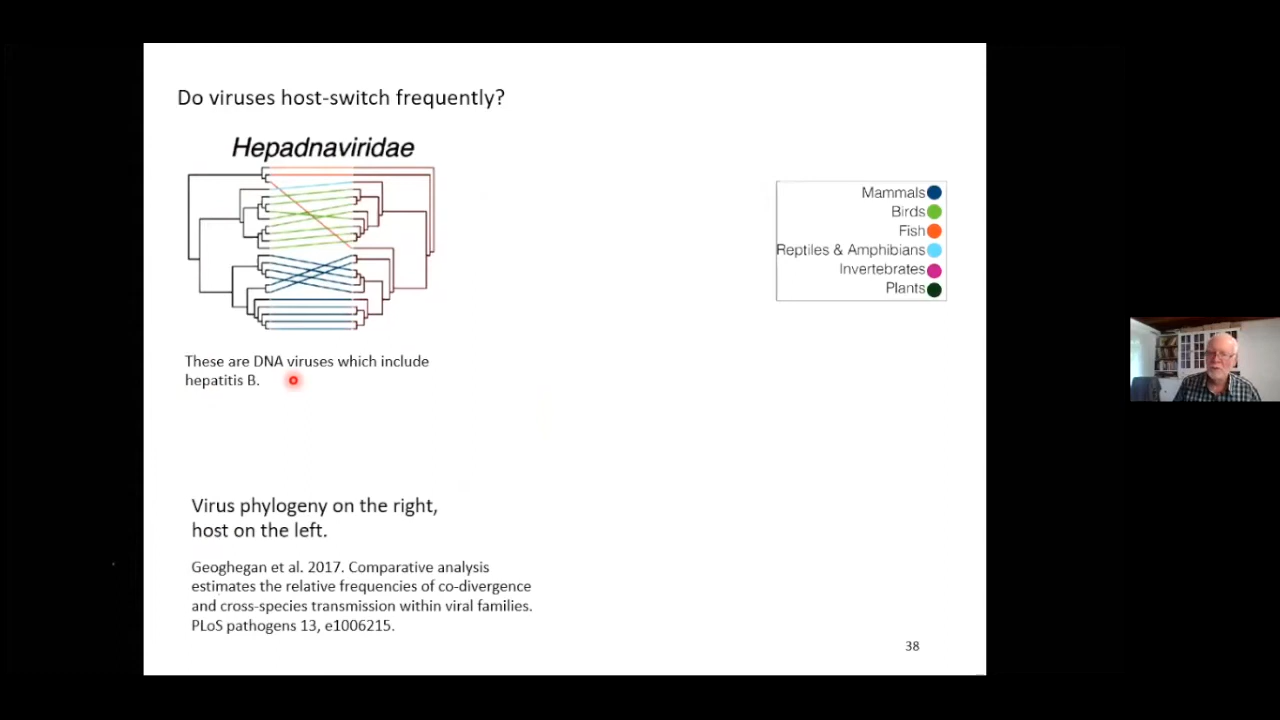 Do viruses host-switch frequently?
Hepadnaviridae
Mammals
Birds
Fish
Reptiles & Amphibians
Invertebrates
Plants
These are DNA viruses which include
hepatitis B.
Virus phylogeny on the right,
host on the left.
Geoghegan et al. 2017. Comparative analysis
estimates the relative frequencies of co-divergence
and cross-species transmission within viral families.
PLoS pathogens 13, e1006215.
38